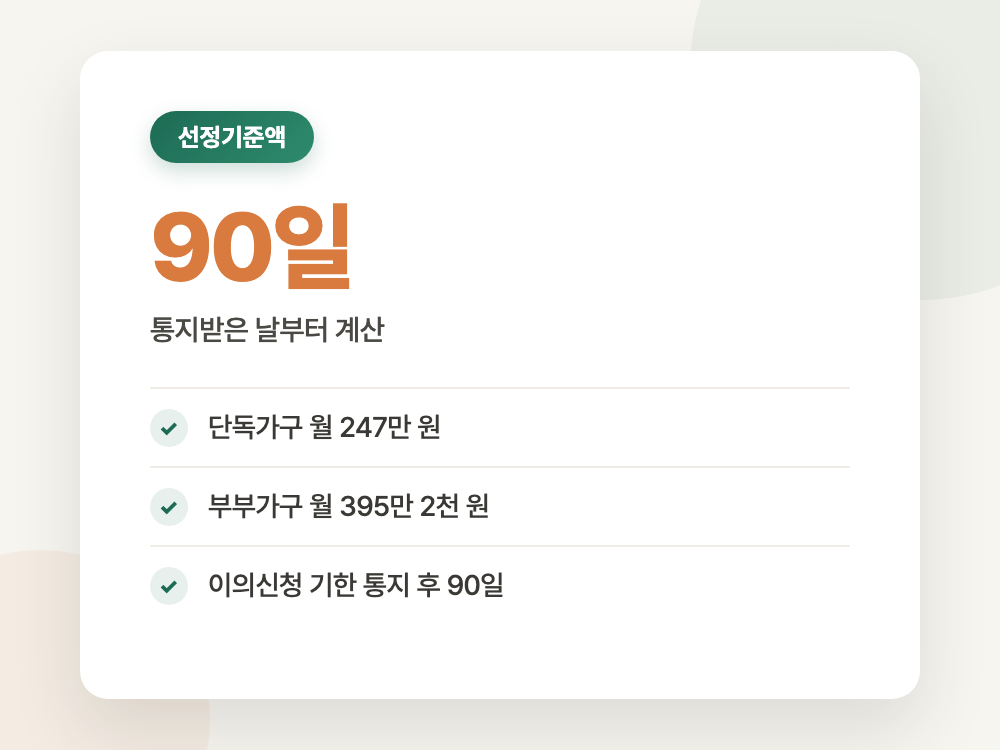 선정기준액
90일
통지받은 날부터 계산
단독가구 월 247만 원
부부가구 월 395만 2천 원
이의신청 기한 통지 후 90일